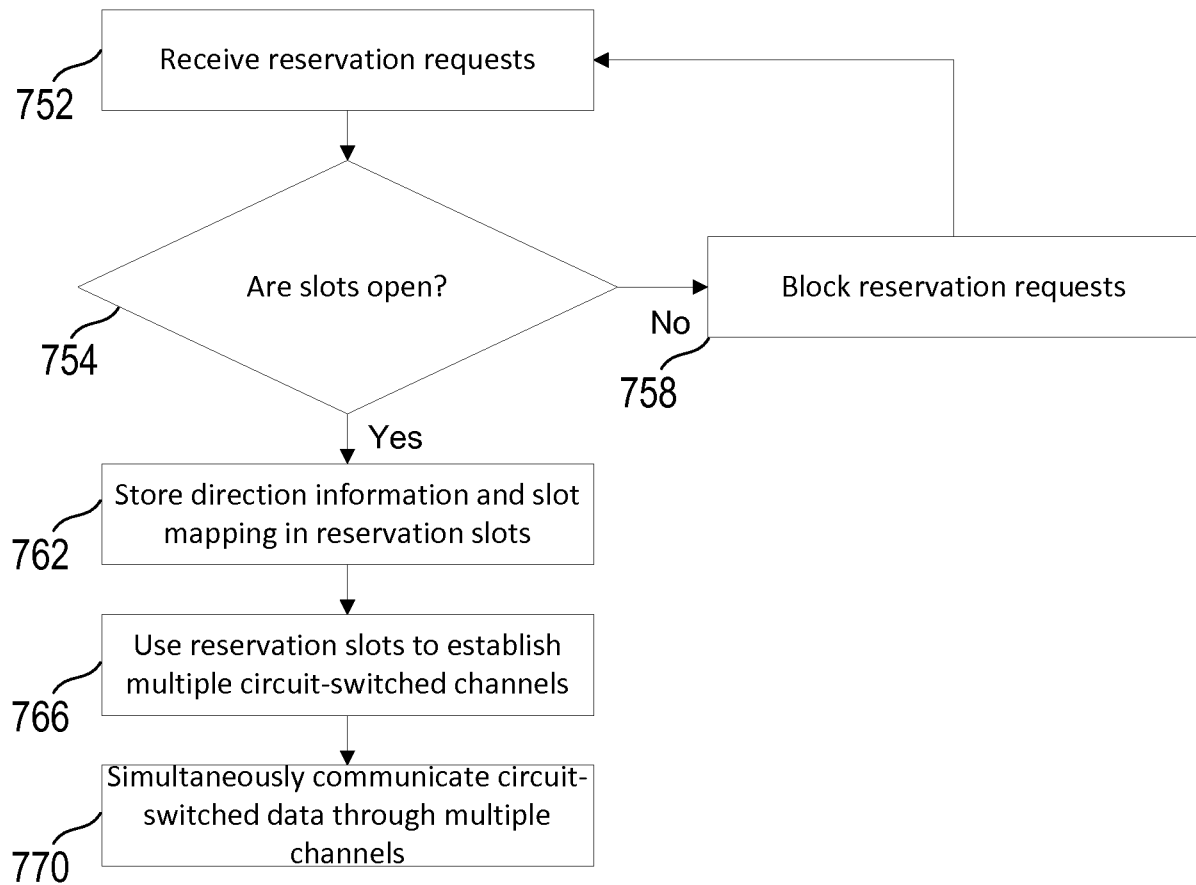 Receive reservation requests
752
Are slots open?
754
No
Block reservation requests
758
Yes
Store direction information and slot
mapping in reservation slots
762
Use reservation slots to establish
multiple circuit-switched channels
766
Simultaneously communicate circuit-
switched data through multiple
channels
770